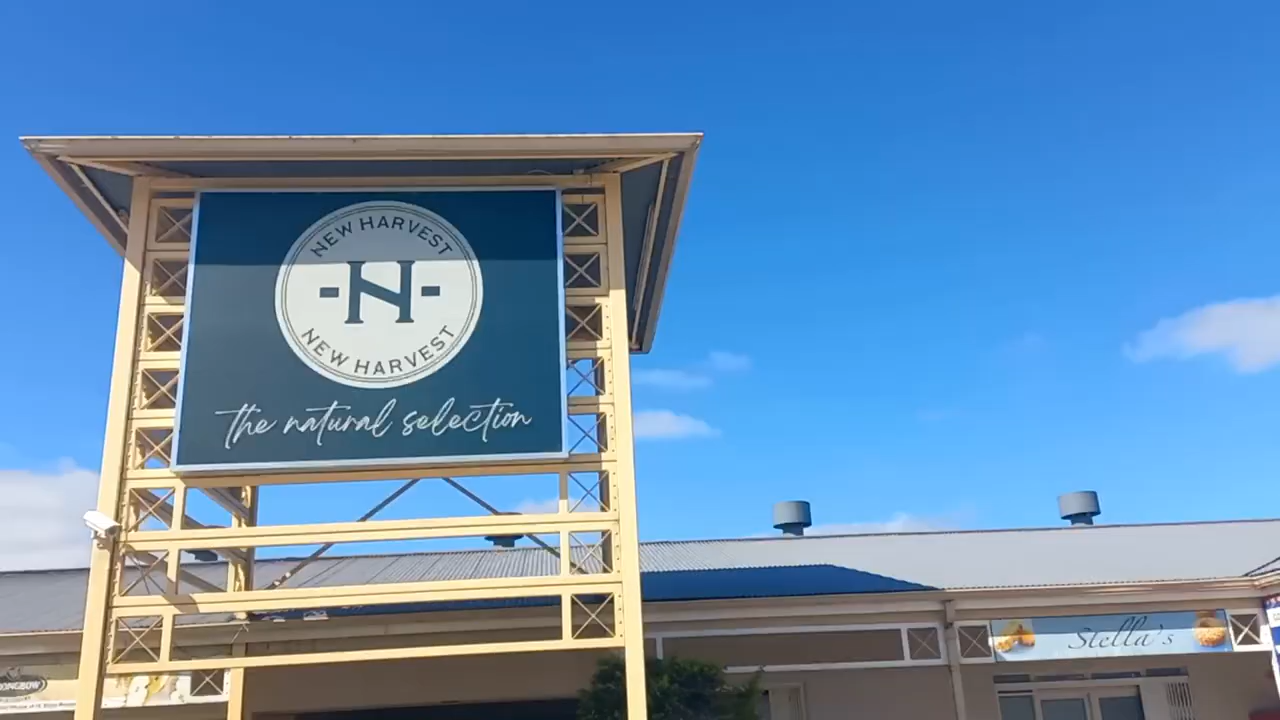 NEW HARVEST
-H-
NEW HARVEST
the natural selection
Stella's